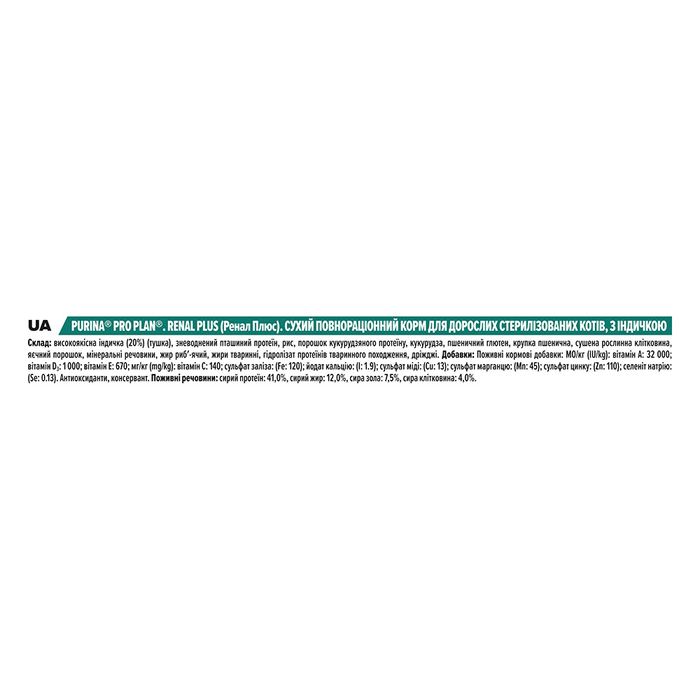 UA PURINA® PRO PLAN®. RENAL PLUS (Ренал Плюс). СУХИЙ ПОВНОРАЦІОННИЙ КОРМ ДЛЯ ДОРОСЛИХ СТЕРИЛІЗОВАНИХ КОТІВ, З ІНДИЧКОЮ
Склад: високоякісна індичка (20%) (тушка), зневоднений пташиний протеїн, рис, порошок кукурудзяного протеїну, кукурудза, пшеничний глютен, крупка пшенична, сушена рослинна клітковина,
яєчний порошок, мінеральні речовини, жир риб'-ячий, жири тваринні, гідролізат протеїнів тваринного походження, дріжджі. Добавки: Поживні кормові добавки: МО/кг (IU/kg): вітамін А: 32 000;
вітамін D₃: 1 000; вітамін Е: 670; мг/кг (mg/kg): вітамін С: 140; сульфат заліза: (Fe: 120); йодат кальцію: (I: 1.9); сульфат міді: (Cu: 13); сульфат марганцю: (Mn: 45); сульфат цинку: (Zn: 110); селеніт натрію:
(Se: 0.13). Антиоксиданти, консервант. Поживні речовини: сирий протеїн: 41,0%, сирий жир: 12,0%, сира зола: 7,5%, сира клітковина: 4,0%.